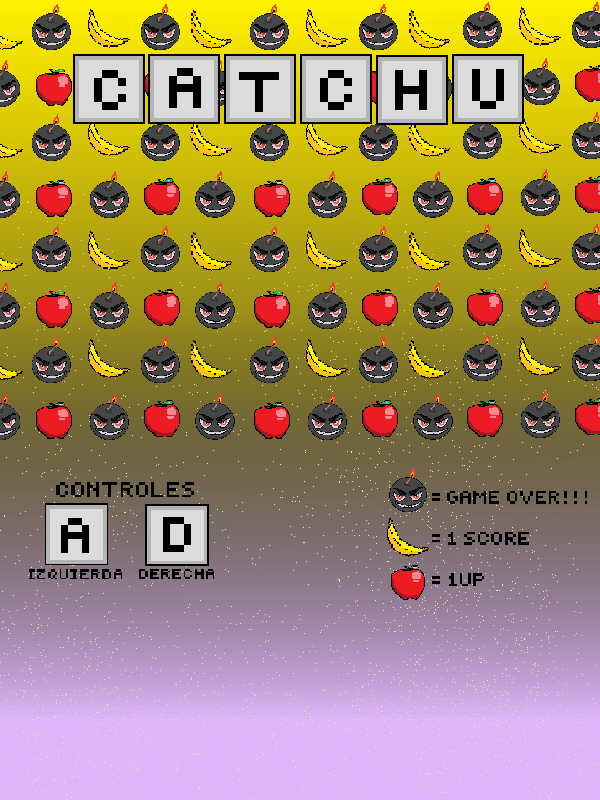 CATCHU
CONTROLES
A D
IZQUIERDA DERECHA
= GAME OVER!!!
= 1 SCORE
= 1UP